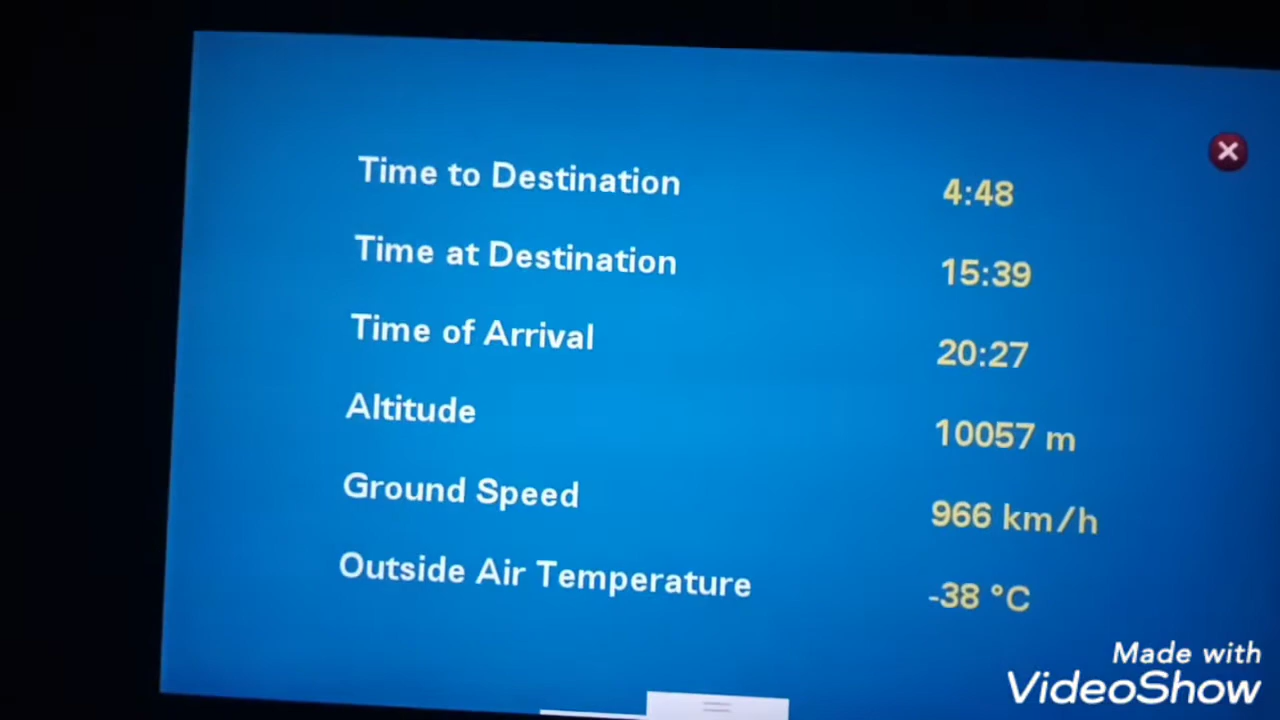 Time to Destination 4:48
Time at Destination 15:39
Time of Arrival 20:27
Altitude 10057 m
Ground Speed 966 km/h
Outside Air Temperature -38 °C
Made with
VideoShow